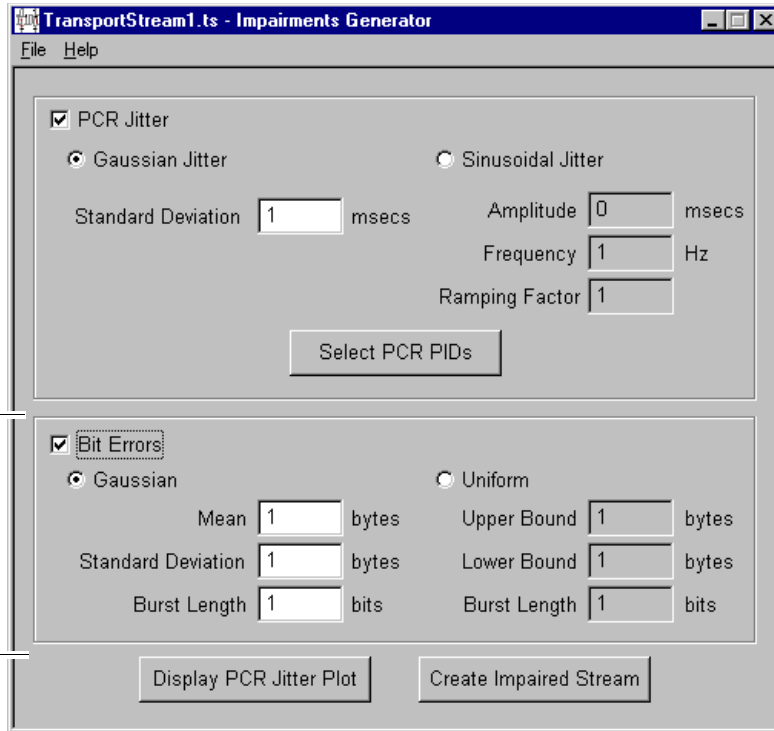 TransportStream1.ts - Impairments Generator
File Help
PCR Jitter
Gaussian Jitter
Sinusoidal Jitter
Standard Deviation 1 msecs
Amplitude 0 msecs
Frequency 1 Hz
Ramping Factor 1
Select PCR PIDs
Bit Errors
Gaussian
Uniform
Mean 1 bytes
Upper Bound 1 bytes
Standard Deviation 1 bytes
Lower Bound 1 bytes
Burst Length 1 bits
Burst Length 1 bits
Display PCR Jitter Plot
Create Impaired Stream